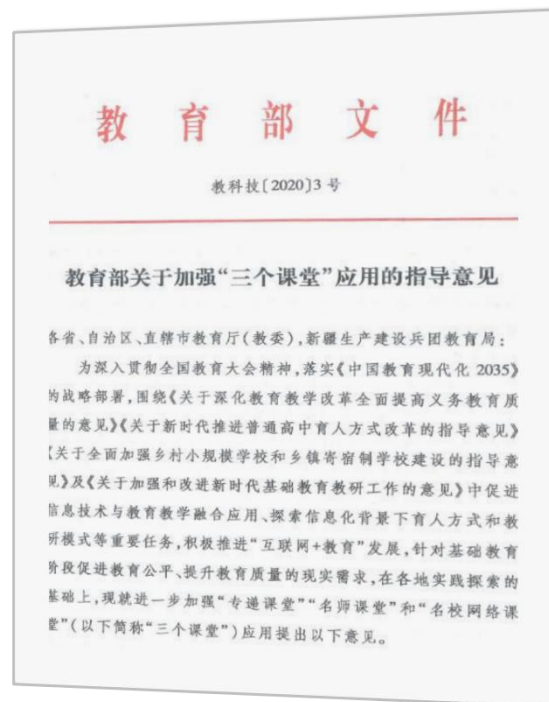 教育部文件
教科技〔2020〕3 号
教育部关于加强“三个课堂”应用的指导意见
各省、自治区、直辖市教育厅(教委),新疆生产建设兵团教育局:
为深入贯彻全国教育大会精神,落实《中国教育现代化 2035》
的战略部署,围绕《关于深化教育教学改革全面提高义务教育质
量的意见》《关于新时代推进普通高中育人方式改革的指导意见》
《关于全面加强乡村小规模学校和乡镇寄宿制学校建设的指导意
见》及《关于加强和改进新时代基础教育教研工作的意见》中促进
信息技术与教育教学融合应用、探索信息化背景下育人方式和教
研模式等重要任务,积极推进“互联网+教育”发展,针对基础教育
阶段促进教育公平、提升教育质量的现实需求,在各地实践探索的
基础上,现就进一步加强“专递课堂”“名师课堂”和“名校网络课
堂”(以下简称“三个课堂”)应用提出以下意见。